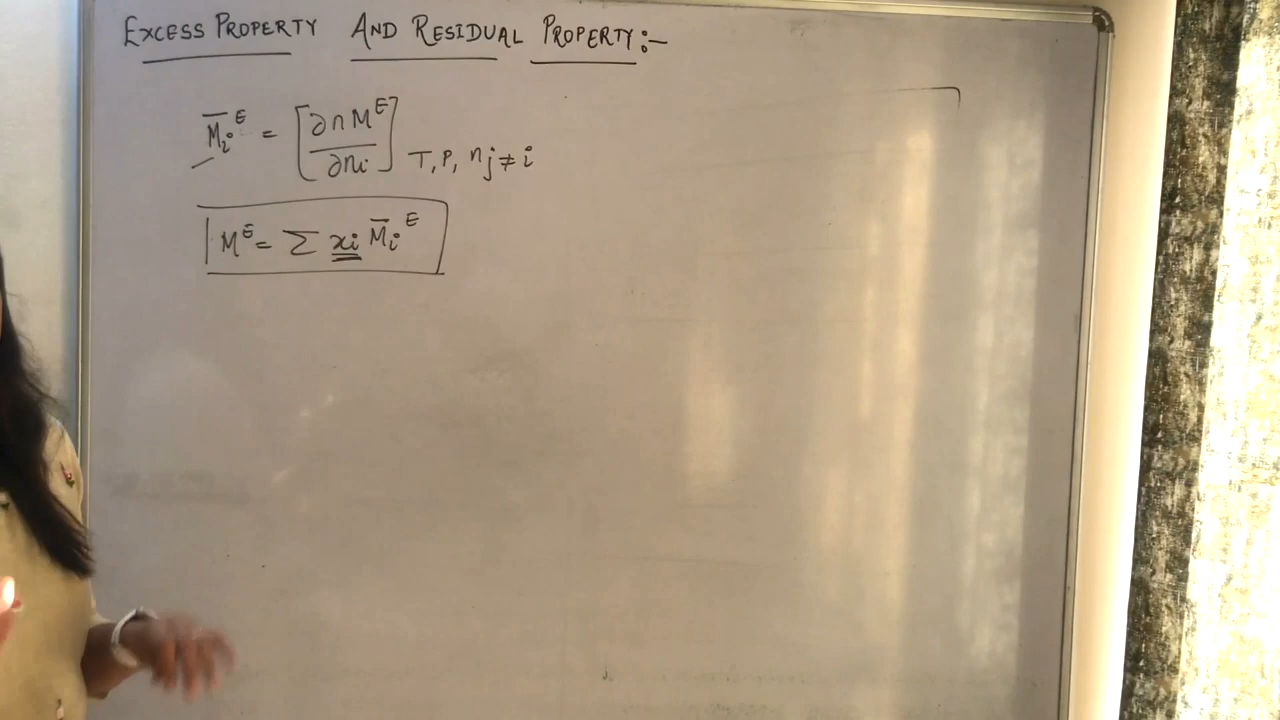 EXCESS PROPERTY AND RESIDUAL PROPERTY:-
M̄ᵢᴱ = [∂nMᴱ/∂nᵢ] T, P, nⱼ≠ᵢ
Mᴱ = Σ xᵢ M̄ᵢᴱ